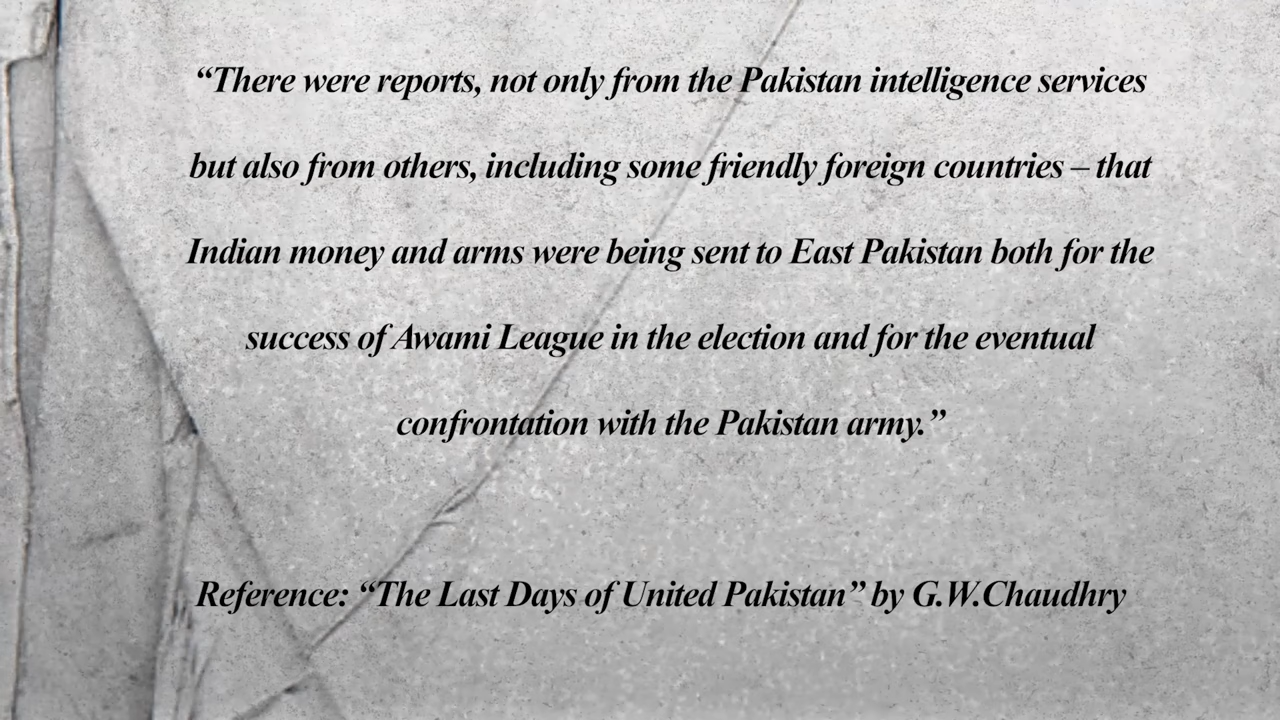 “There were reports, not only from the Pakistan intelligence services
but also from others, including some friendly foreign countries – that
Indian money and arms were being sent to East Pakistan both for the
success of Awami League in the election and for the eventual
confrontation with the Pakistan army.”
Reference: “The Last Days of United Pakistan” by G.W.Chaudhry